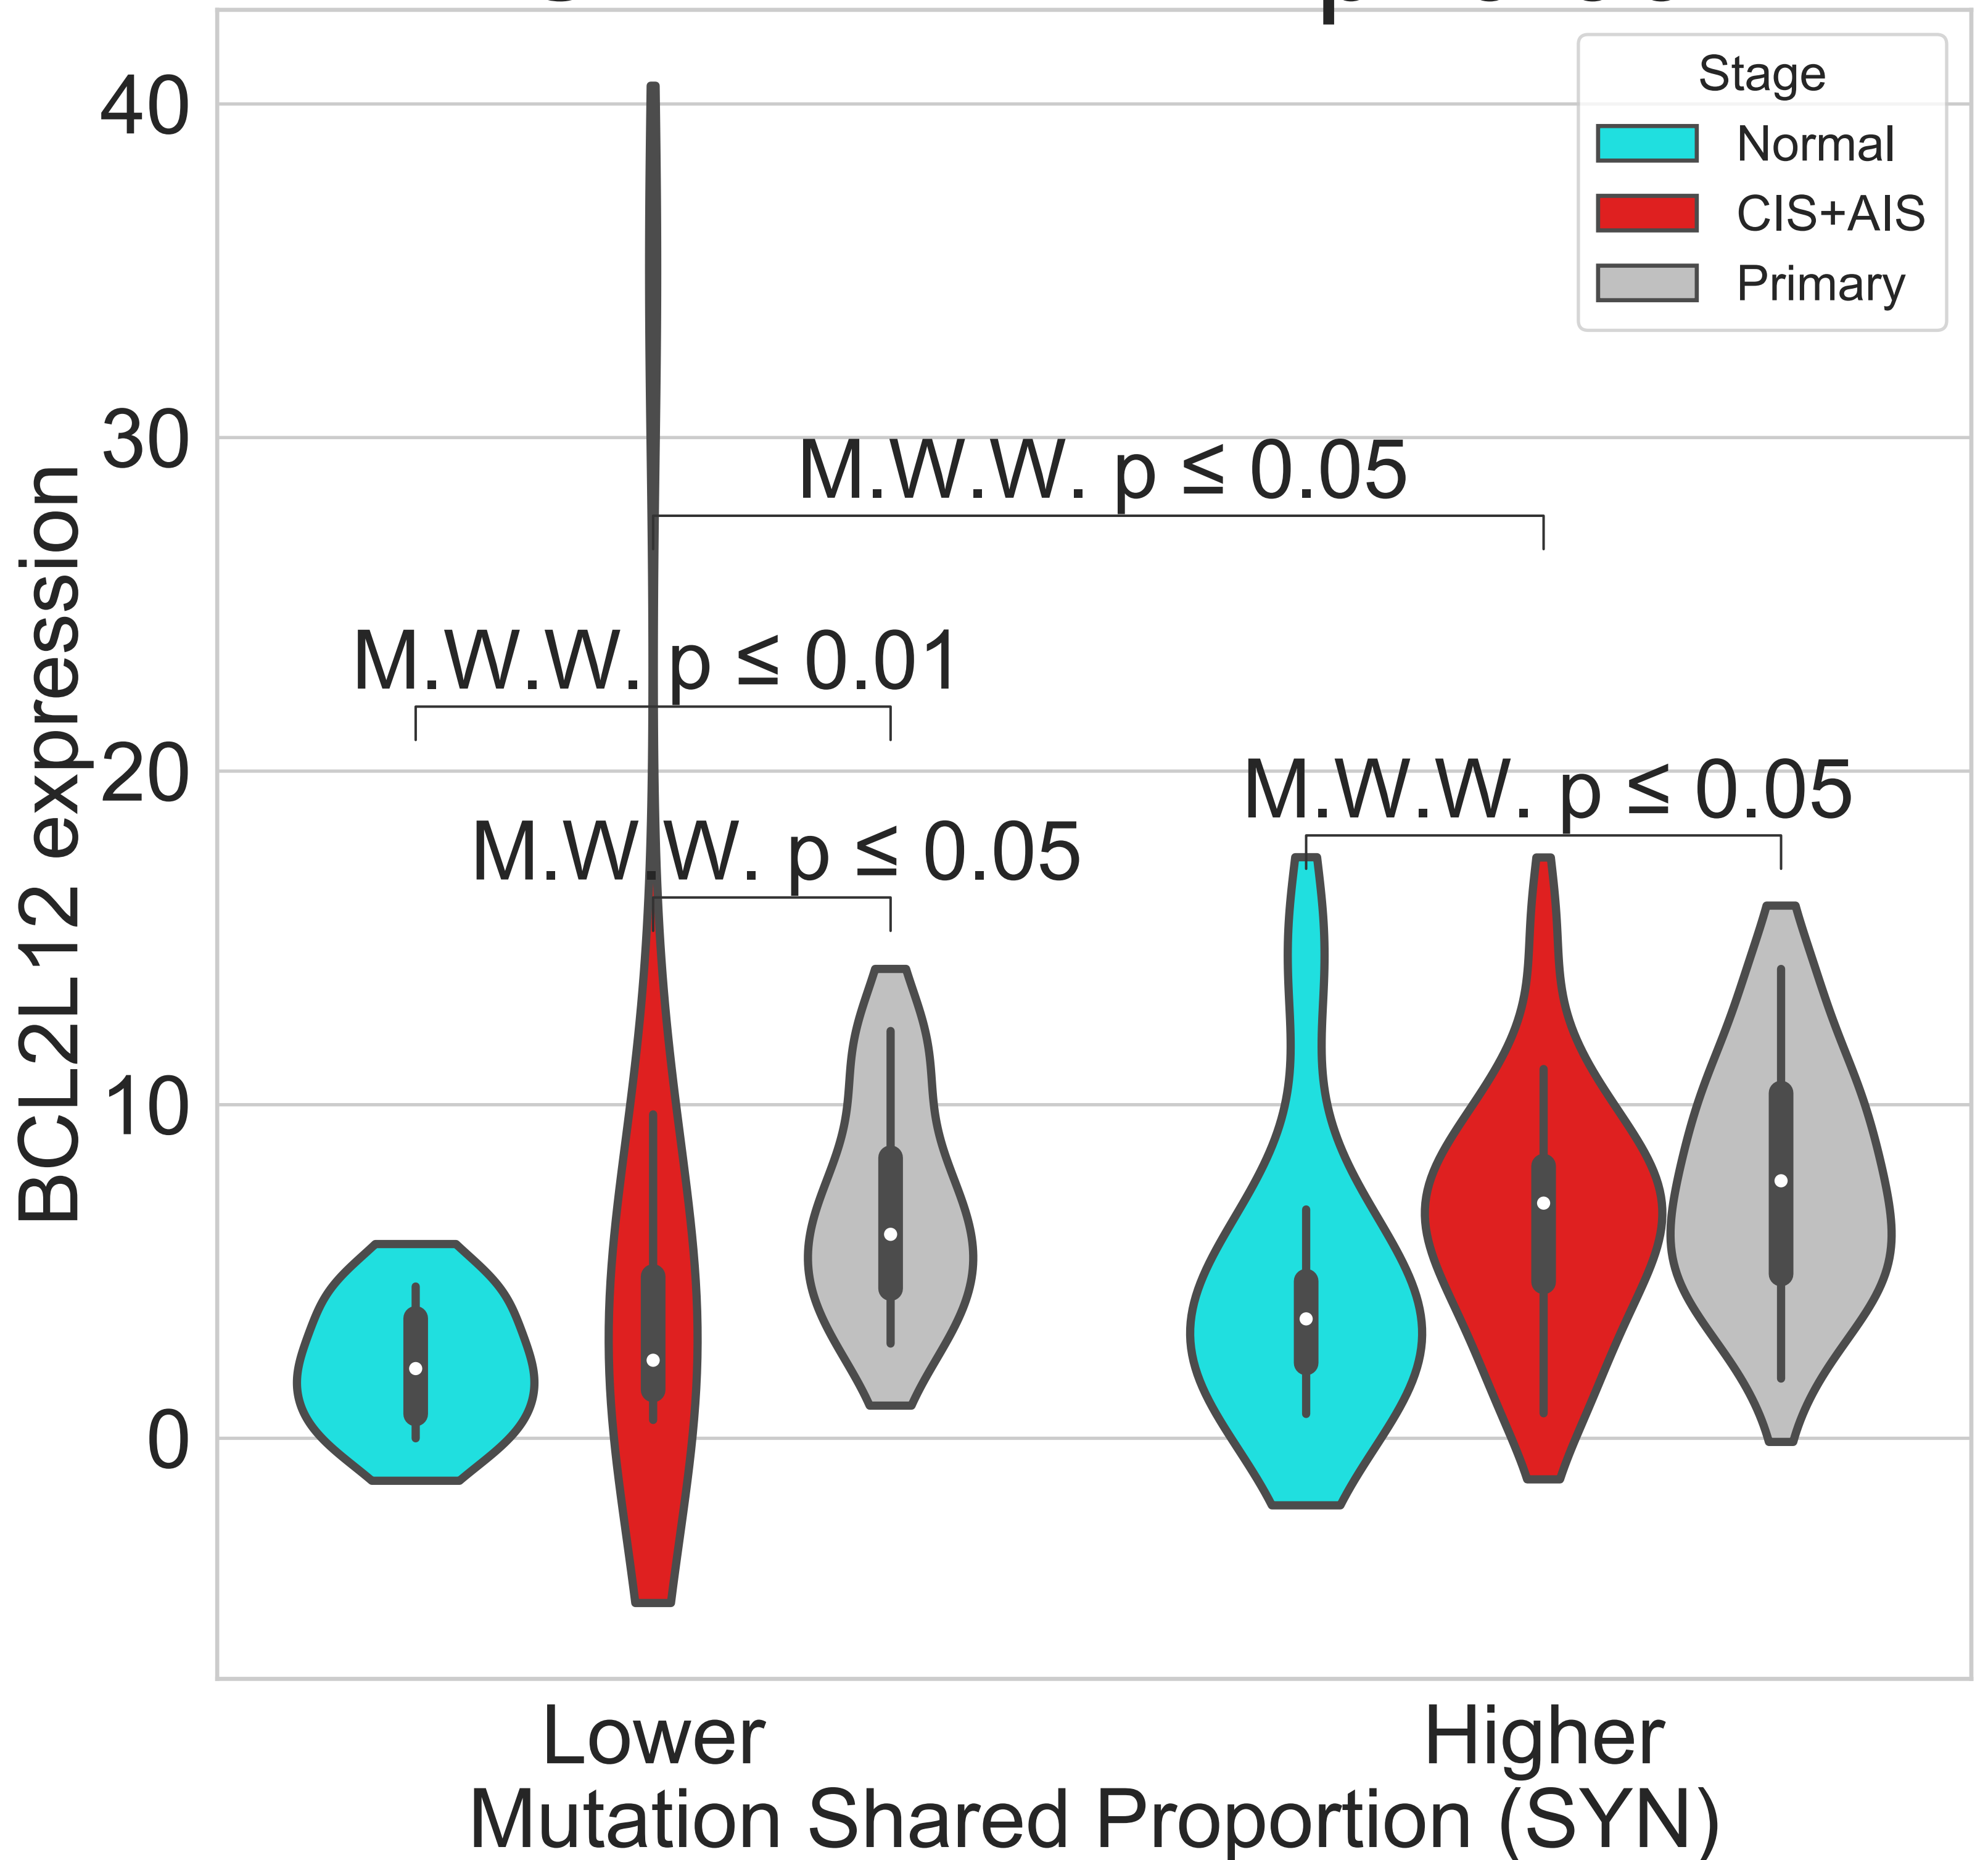 Stage
Normal
CIS+AIS
Primary
BCL2L12 expression
40
30
20
10
0
M.W.W. p ≤ 0.05
M.W.W. p ≤ 0.01
M.W.W. p ≤ 0.05
M.W.W. p ≤ 0.05
Lower
Higher
Mutation Shared Proportion (SYN)